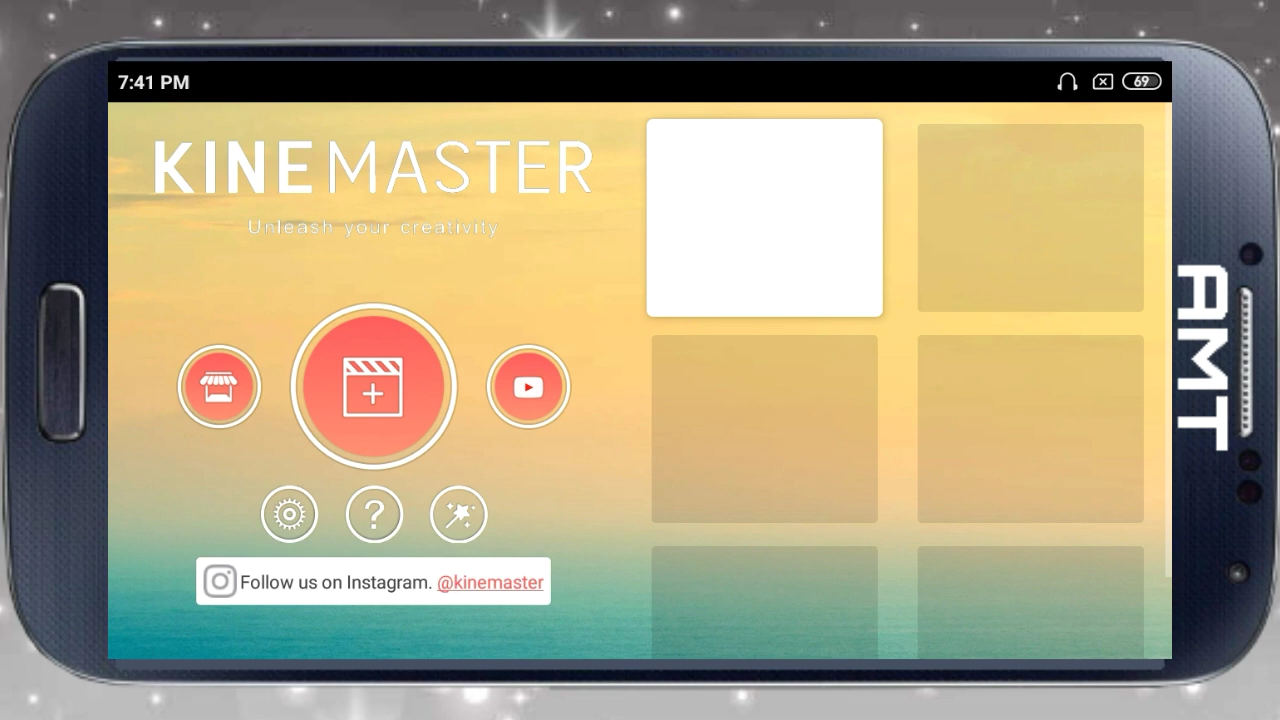 7:41 PM
69
KINEMASTER
Unleash your creativity
?
Follow us on Instagram. @kinemaster
AMT